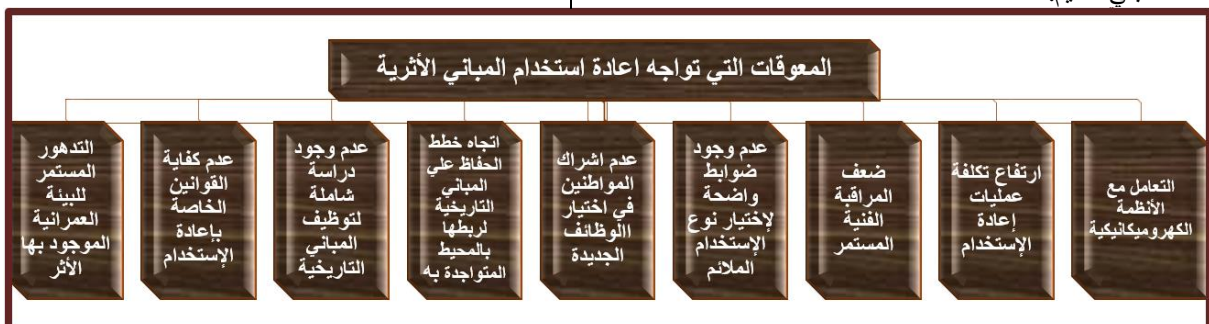 المعوقات التي تواجه اعادة استخدام المباني الأثرية
التعامل مع
الأنظمة
الكهروميكانيكية
ارتفاع تكلفة
عمليات
إعادة
الإستخدام
ضعف
المراقبة
الفنية
المستمر
عدم وجود
ضوابط
واضحة
لإختيار نوع
الإستخدام
الملائم
عدم اشراك
المواطنين
في اختيار
االوظائف
الجديدة
اتجاه خطط
الحفاظ علي
المباني
التاريخية
لربطها
بالمحيط
المتواجدة به
عدم وجود
دراسة
شاملة
لتوظيف
المباني
التاريخية
عدم كفاية
القوانين
الخاصة
بإعادة
الإستخدام
التدهور
المستمر
للبيئة
العمرانية
الموجود بها
الأثر